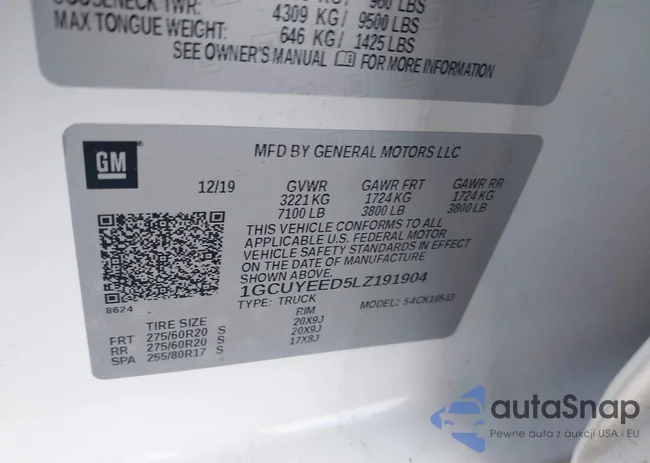 GOOSENECK TWR: 4309 KG/ 9500 LBS
MAX TONGUE WEIGHT: 646 KG/ 1425 LBS
SEE OWNER'S MANUAL FOR MORE INFORMATION
GM
MFD BY GENERAL MOTORS LLC
12/19 GVWR GAWR FRT GAWR RR
3221 KG 1724 KG 1724 KG
7100 LB 3800 LB 3800 LB
THIS VEHICLE CONFORMS TO ALL
APPLICABLE U.S. FEDERAL MOTOR
VEHICLE SAFETY STANDARDS IN EFFECT
ON THE DATE OF MANUFACTURE
SHOWN ABOVE.
1GCUYEED5LZ191904
TYPE: TRUCK MODEL:
8624
TIRE SIZE RIM
FRT 275/60R20 S 20X9J
RR 275/60R20 S 20X9J
SPA 255/80R17 S 17X8J
autaSnap
Pewne auta z aukcji USA i EU